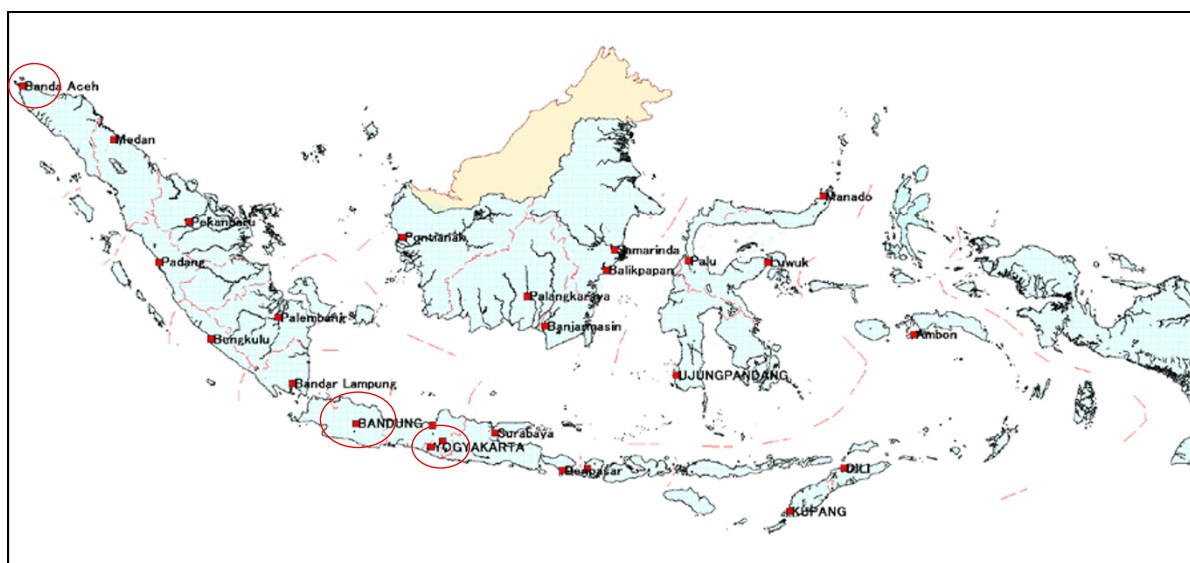 Banda Aceh
Medan
Manado
Pekanbaru
Pontianak
Samarinda
Padang
Palu
Luwuk
Balikpapan
Palangkaraya
Palembang
Banjarmasin
Bengkulu
Ambon
UJUNGPANDANG
Bandar Lampung
BANDUNG
Surabaya
YOGYAKARTA
Denpasar
DILI
KUPANG